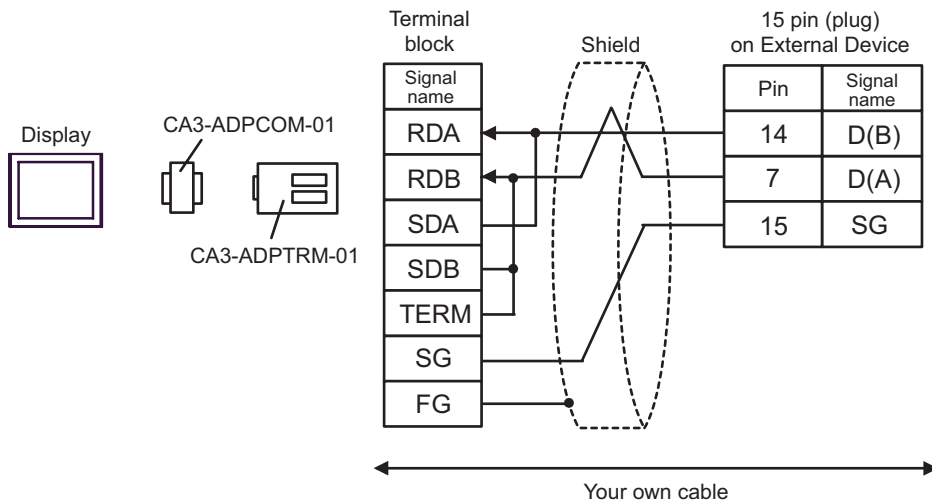 Display
CA3-ADPCOM-01
CA3-ADPTRM-01
Terminal
block
Signal
name
RDA
RDB
SDA
SDB
TERM
SG
FG
Shield
15 pin (plug)
on External Device
Pin
Signal
name
14
D(B)
7
D(A)
15
SG
Your own cable